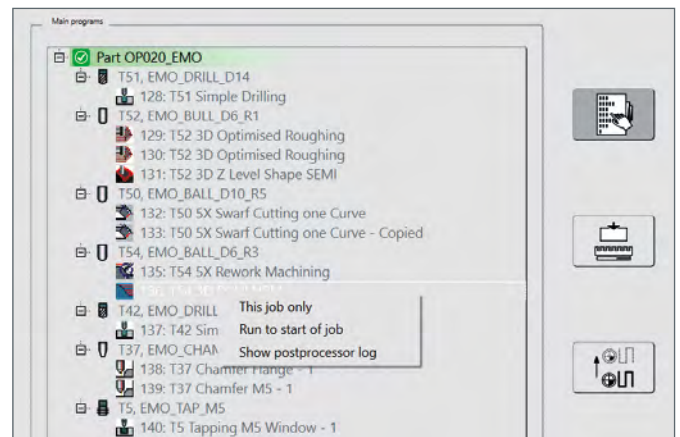 Main programs
Part OP020_EMO
T51, EMO_DRILL_D14
128: T51 Simple Drilling
T52, EMO_BULL_D6_R1
129: T52 3D Optimised Roughing
130: T52 3D Optimised Roughing
131: T52 3D Z Level Shape SEMI
T50, EMO_BALL_D10_R5
132: T50 5X Swarf Cutting one Curve
133: T50 5X Swarf Cutting one Curve - Copied
T54, EMO_BALL_D6_R3
135: T54 5X Rework Machining
136: T54 3D
T42, EMO_DRILL
This job only
137: T42 Sim
Run to start of job
T37, EMO_CHAN
Show postprocessor log
138: T37 Chamfer Flange - 1
139: T37 Chamfer M5 - 1
T5, EMO_TAP_M5
140: T5 Tapping M5 Window - 1